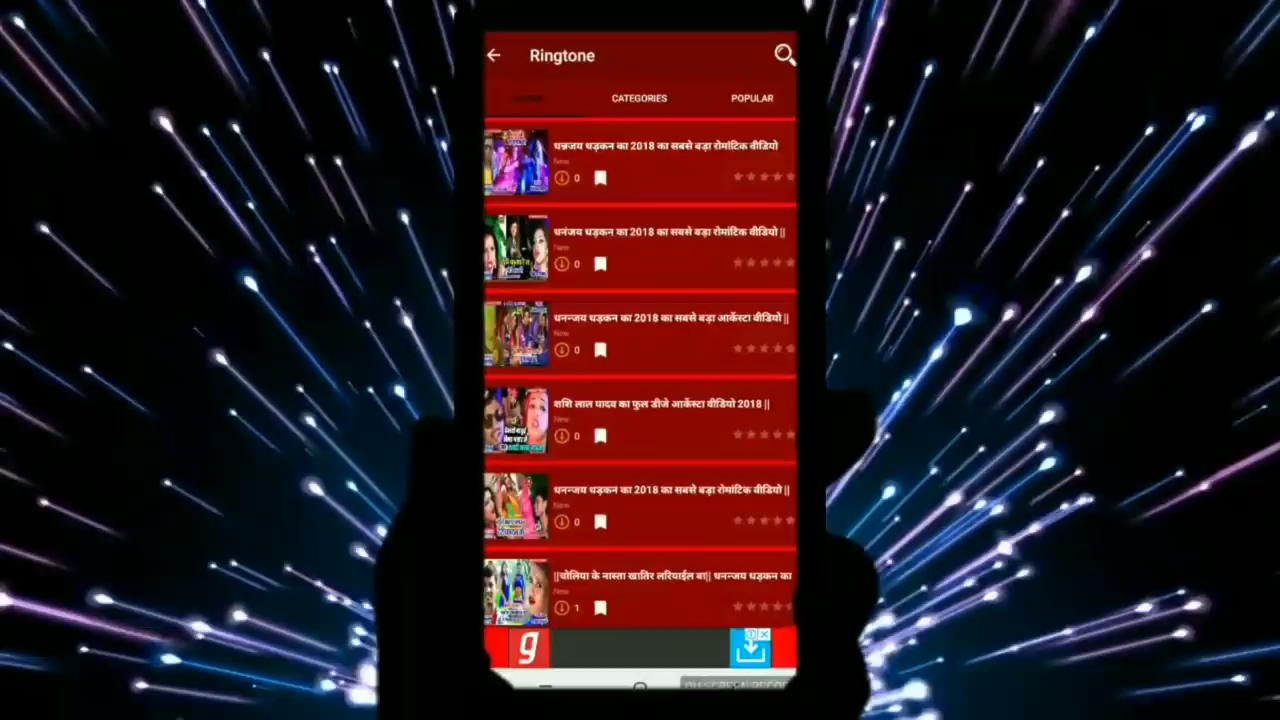 Ringtone
CATEGORIES
POPULAR
धन्नजय धड़कन का 2018 का सबसे बड़ा रोमांटिक वीडियो
New
0
धनंजय धड़कन का 2018 का सबसे बड़ा रोमांटिक वीडियो ||
New
0
धनन्जय धड़कन का 2018 का सबसे बड़ा आर्केस्टा वीडियो ||
New
0
शशि लाल यादव का फुल डीजे आर्केस्टा वीडियो 2018 ||
New
0
धनन्जय धड़कन का 2018 का सबसे बड़ा रोमांटिक वीडियो ||
New
0
||चोलिया के नास्ता खातिर लरियाईल बा|| धनन्जय धड़कन का
New
1
g